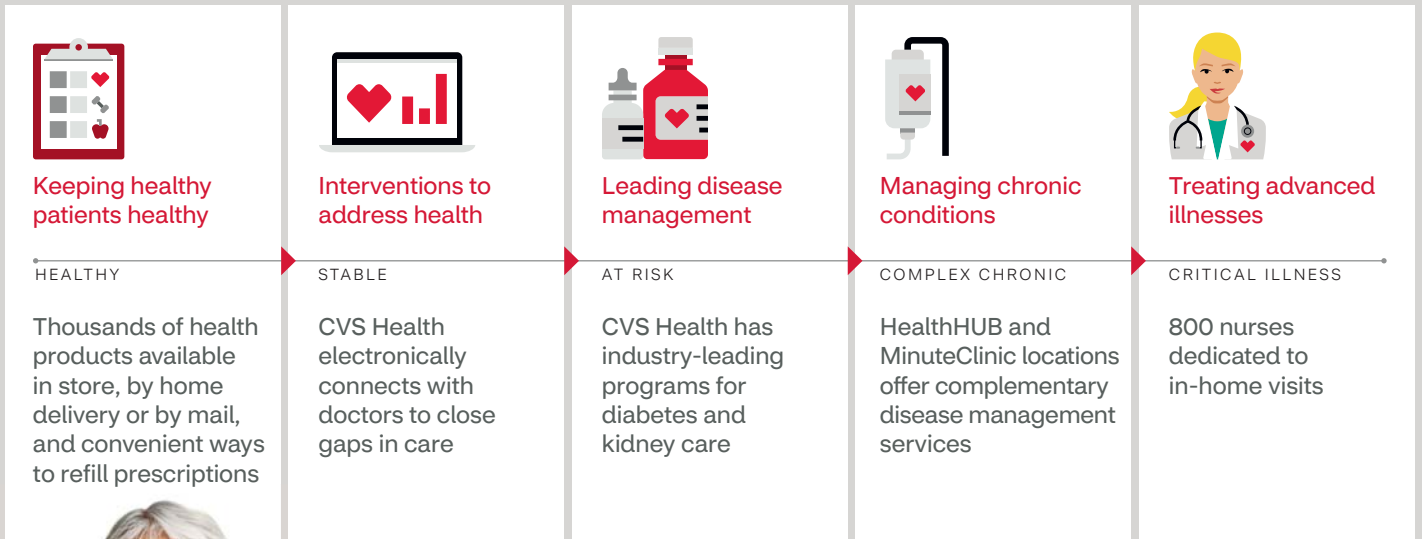 Keeping healthy
patients healthy
HEALTHY
Thousands of health
products available
in store, by home
delivery or by mail,
and convenient ways
to refill prescriptions
Interventions to
address health
STABLE
CVS Health
electronically
connects with
doctors to close
gaps in care
Leading disease
management
AT RISK
CVS Health has
industry-leading
programs for
diabetes and
kidney care
Managing chronic
conditions
COMPLEX CHRONIC
HealthHUB and
MinuteClinic locations
offer complementary
disease management
services
Treating advanced
illnesses
CRITICAL ILLNESS
800 nurses
dedicated to
in-home visits